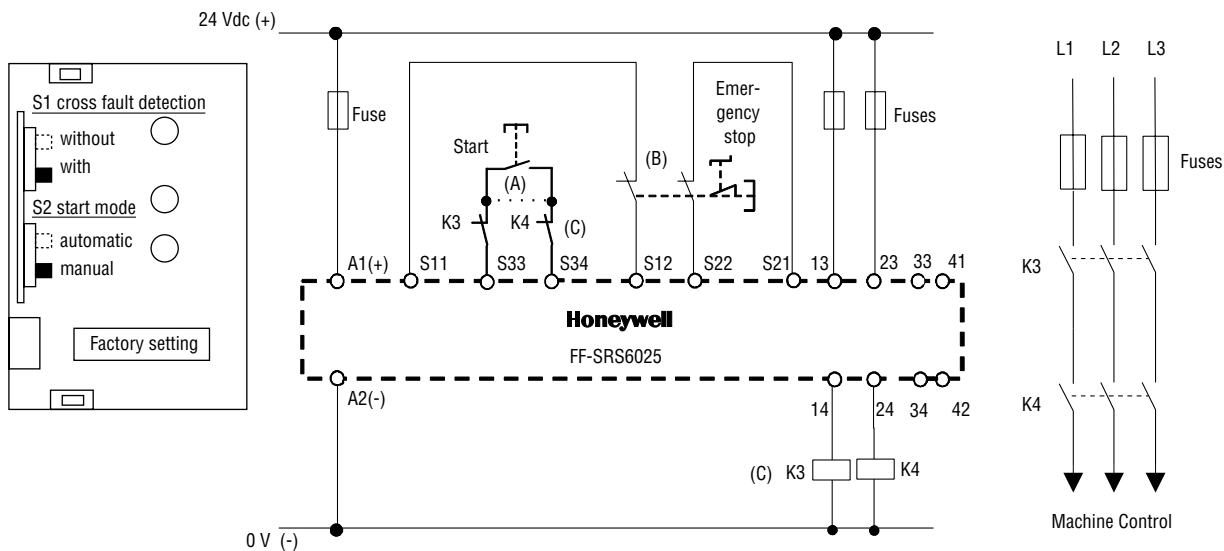 24 Vdc (+)
S1 cross fault detection
without
with
S2 start mode
automatic
manual
Factory setting
Fuse
Start
(A)
K3
K4
(C)
(B)
Emer-
gency
stop
Fuses
A1(+)
S11
S33
S34
S12
S22
S21
13
23
33
41
Honeywell
FF-SRS6025
A2(-)
14
24
34
42
(C)
K3
K4
0 V (-)
L1
L2
L3
Fuses
K3
K4
Machine Control